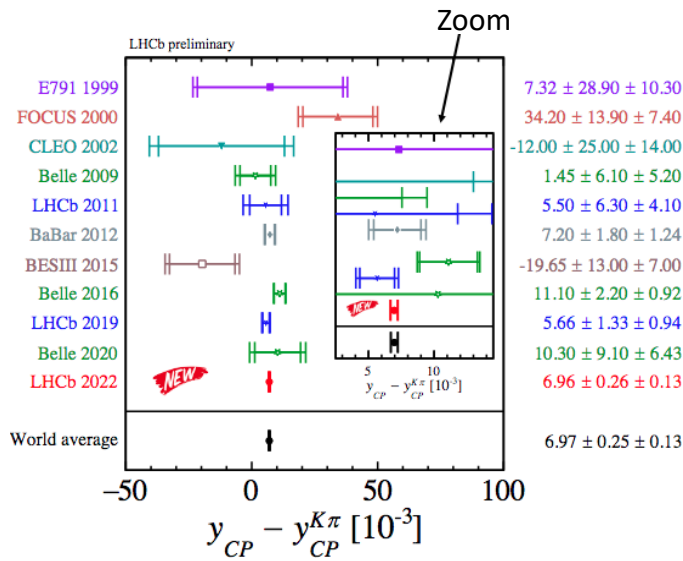 Zoom
LHCb preliminary
E791 1999 7.32 ± 28.90 ± 10.30
FOCUS 2000 34.20 ± 13.90 ± 7.40
CLEO 2002 -12.00 ± 25.00 ± 14.00
Belle 2009 1.45 ± 6.10 ± 5.20
LHCb 2011 5.50 ± 6.30 ± 4.10
BaBar 2012 7.20 ± 1.80 ± 1.24
BESIII 2015 -19.65 ± 13.00 ± 7.00
Belle 2016 11.10 ± 2.20 ± 0.92
LHCb 2019 5.66 ± 1.33 ± 0.94
NEW
Belle 2020 10.30 ± 9.10 ± 6.43
5 10
y_CP − y_CP^Kπ [10⁻³]
LHCb 2022 NEW 6.96 ± 0.26 ± 0.13
World average 6.97 ± 0.25 ± 0.13
−50 0 50 100
y_CP − y_CP^Kπ [10⁻³]